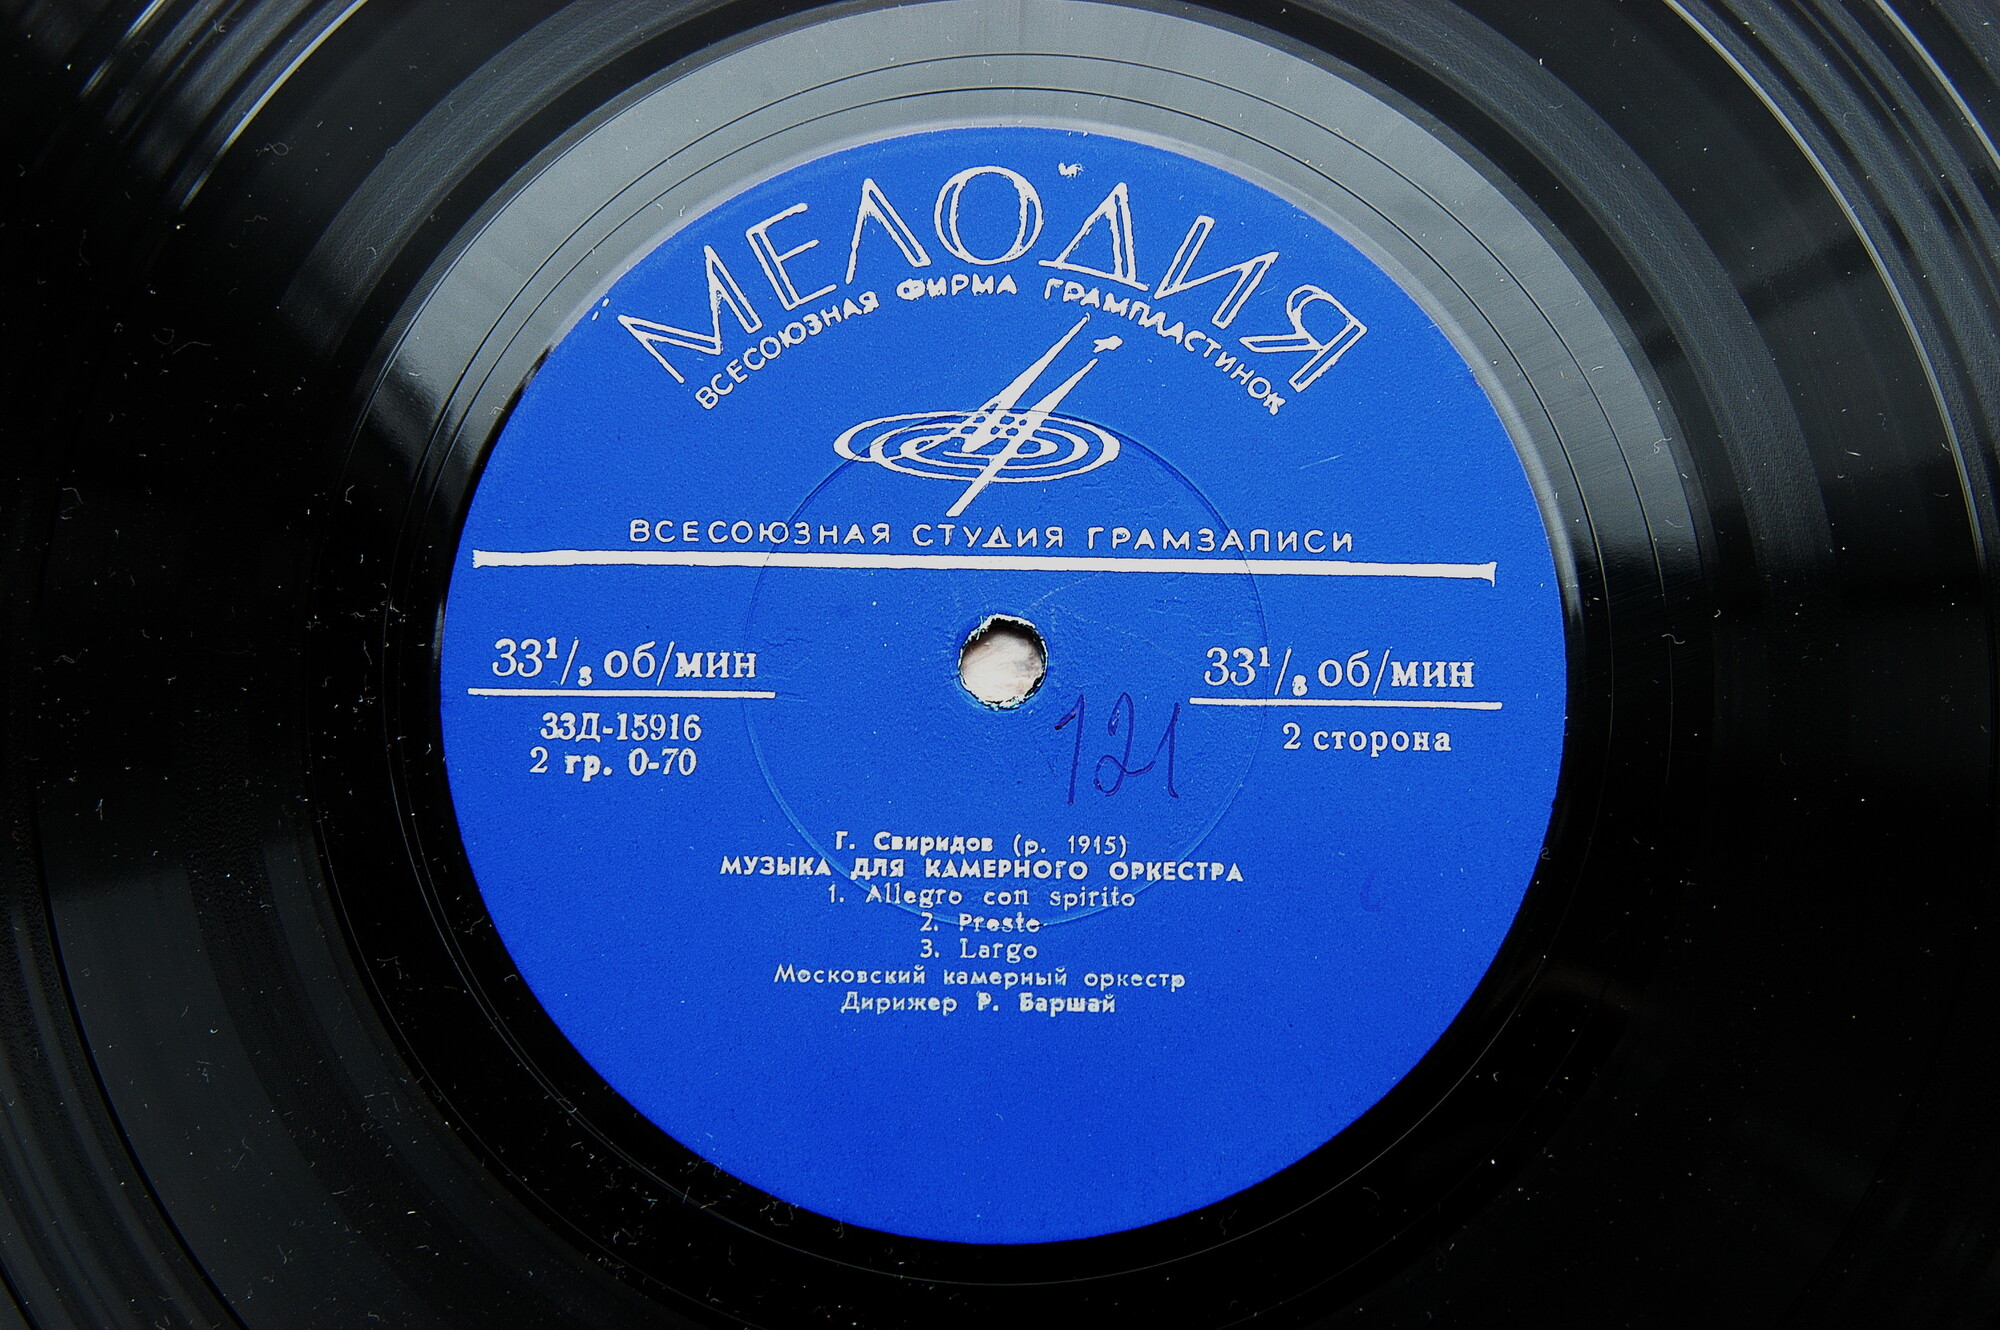 МЕЛОДИЯ
ВСЕСОЮЗНАЯ ФИРМА ГРАМПЛАСТИНОК
ВСЕСОЮЗНАЯ СТУДИЯ ГРАМЗАПИСИ
33¹/₃ об/мин
33Д-15916
2 гр. 0-70
33¹/₃ об/мин
2 сторона
121
Г. Свиридов (р. 1915)
МУЗЫКА ДЛЯ КАМЕРНОГО ОРКЕСТРА
1. Allegro con spirito
2. Presto
3. Largo
Московский камерный оркестр
Дирижер Р. Баршай